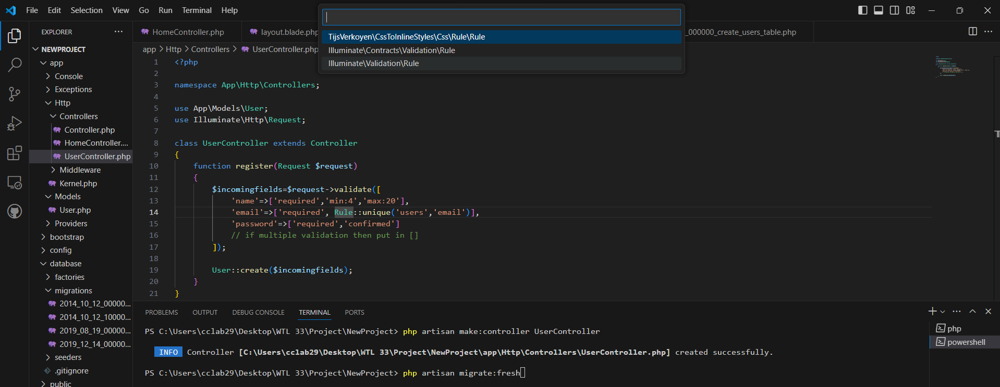 File Edit Selection View Go Run Terminal Help
TijsVerkoyen\CssToInlineStyles\Css\Rule\Rule
Illuminate\Contracts\Validation\Rule
Illuminate\Validation\Rule
EXPLORER
NEWPROJECT
app
Console
Exceptions
Http
Controllers
Controller.php
HomeController....
UserController.php
Middleware
Kernel.php
Models
User.php
Providers
bootstrap
config
database
factories
migrations
2014_10_12_00000...
2014_10_12_10000...
2019_08_19_00000...
2019_12_14_00000...
seeders
.gitignore
public
HomeController.php layout.blade.php _000000_create_users_table.php
app > Http > Controllers > UserController.php
1 <?php
2
3 namespace App\Http\Controllers;
4
5 use App\Models\User;
6 use Illuminate\Http\Request;
7
8 class UserController extends Controller
9 {
10 function register(Request $request)
11 {
12 $incomingfields=$request->validate([
13 'name'=>['required','min:4','max:20'],
14 'email'=>['required', Rule::unique('users','email')],
15 'password'=>['required','confirmed']
16 // if multiple validation then put in []
17 ]);
18
19 User::create($incomingfields);
20 }
21 }
PROBLEMS OUTPUT DEBUG CONSOLE TERMINAL PORTS
PS C:\Users\cclab29\Desktop\WTL 33\Project\NewProject> php artisan make:controller UserController
INFO Controller [C:\Users\cclab29\Desktop\WTL 33\Project\NewProject\app\Http\Controllers\UserController.php] created successfully.
PS C:\Users\cclab29\Desktop\WTL 33\Project\NewProject> php artisan migrate:fresh
php
powershell